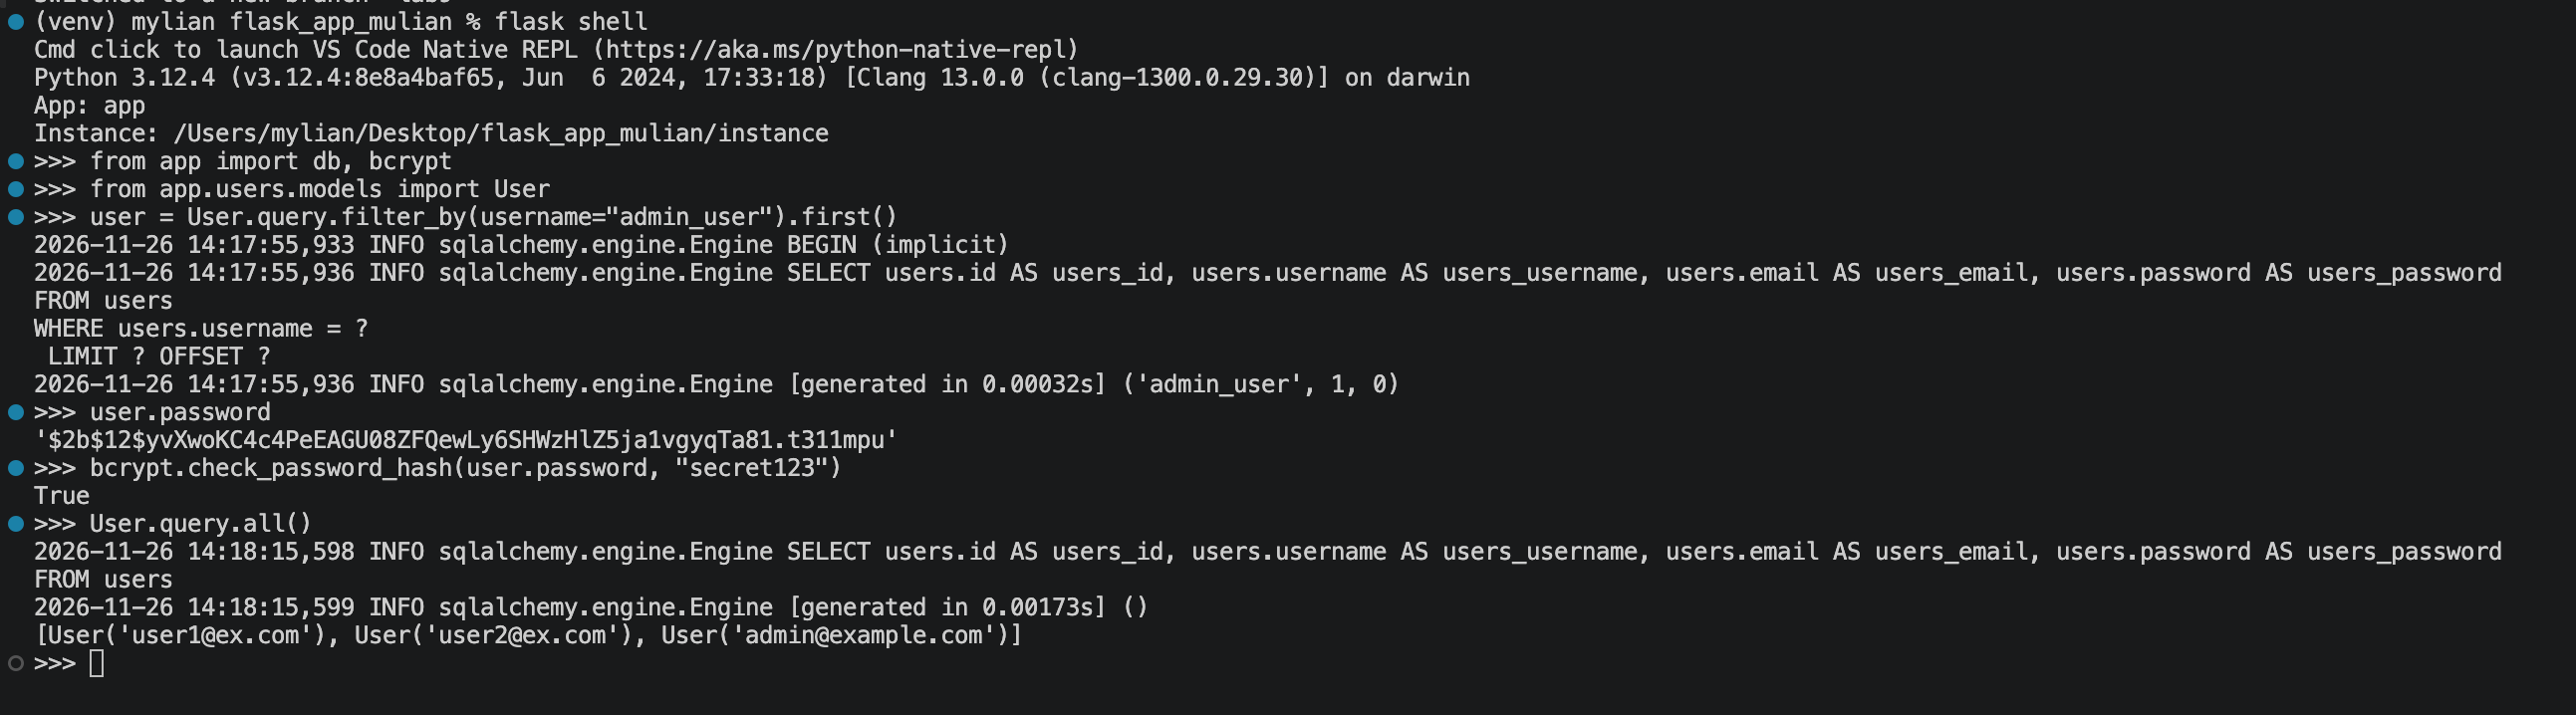 (venv) mylian flask_app_mulian % flask shell
Cmd click to launch VS Code Native REPL (https://aka.ms/python-native-repl)
Python 3.12.4 (v3.12.4:8e8a4baf65, Jun  6 2024, 17:33:18) [Clang 13.0.0 (clang-1300.0.29.30)] on darwin
App: app
Instance: /Users/mylian/Desktop/flask_app_mulian/instance
>>> from app import db, bcrypt
>>> from app.users.models import User
>>> user = User.query.filter_by(username="admin_user").first()
2026-11-26 14:17:55,933 INFO sqlalchemy.engine.Engine BEGIN (implicit)
2026-11-26 14:17:55,936 INFO sqlalchemy.engine.Engine SELECT users.id AS users_id, users.username AS users_username, users.email AS users_email, users.password AS users_password
FROM users
WHERE users.username = ?
 LIMIT ? OFFSET ?
2026-11-26 14:17:55,936 INFO sqlalchemy.engine.Engine [generated in 0.00032s] ('admin_user', 1, 0)
>>> user.password
'$2b$12$yvXwoKC4c4PeEAGU08ZFQewLy6SHWzHlZ5ja1vgyqTa81.t311mpu'
>>> bcrypt.check_password_hash(user.password, "secret123")
True
>>> User.query.all()
2026-11-26 14:18:15,598 INFO sqlalchemy.engine.Engine SELECT users.id AS users_id, users.username AS users_username, users.email AS users_email, users.password AS users_password
FROM users
2026-11-26 14:18:15,599 INFO sqlalchemy.engine.Engine [generated in 0.00173s] ()
[User('user1@ex.com'), User('user2@ex.com'), User('admin@example.com')]
>>>